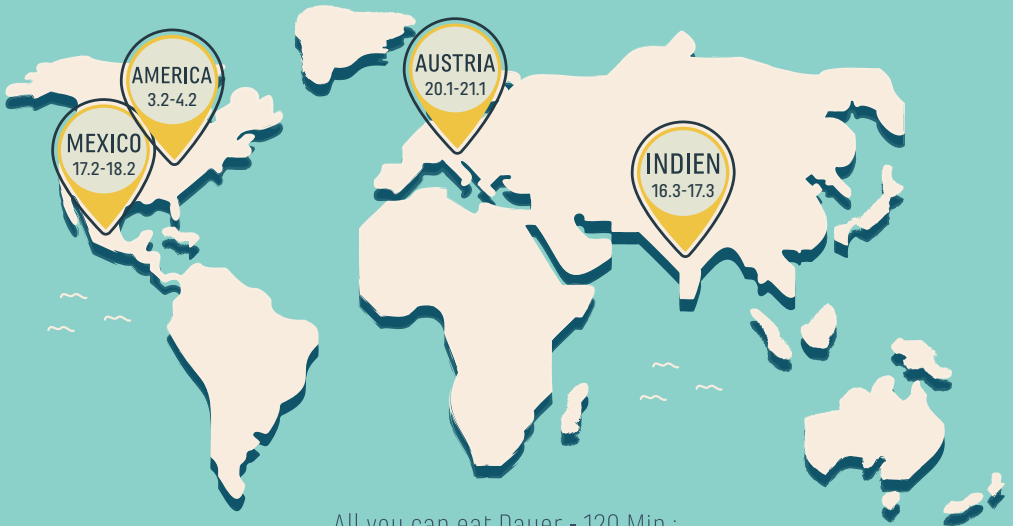 AMERICA
3.2-4.2
MEXICO
17.2-18.2
AUSTRIA
20.1-21.1
INDIEN
16.3-17.3
All you can eat Dauer - 120 Min.: